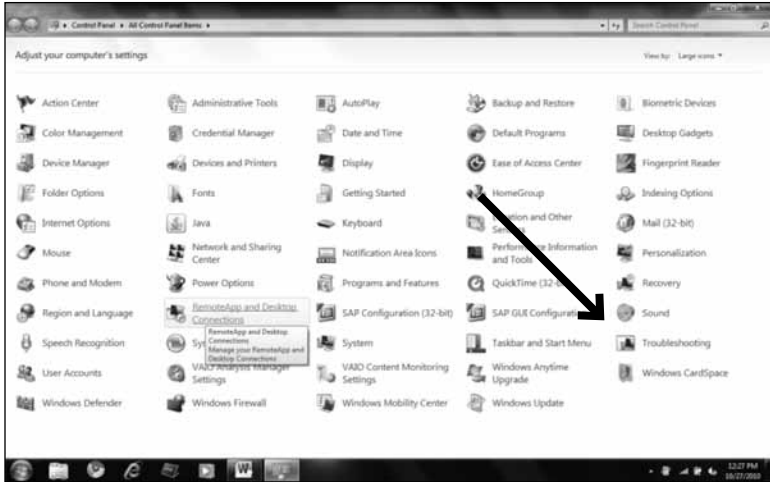 Control Panel ▸ All Control Panel Items ▸
Search Control Panel
Adjust your computer's settings
View by: Large icons
Action Center
Administrative Tools
AutoPlay
Backup and Restore
Biometric Devices
Color Management
Credential Manager
Date and Time
Default Programs
Desktop Gadgets
Device Manager
Devices and Printers
Display
Ease of Access Center
Fingerprint Reader
Folder Options
Fonts
Getting Started
HomeGroup
Indexing Options
Internet Options
Java
Keyboard
and Other
Mail (32-bit)
Mouse
Network and Sharing
Center
Notification Area Icons
Information
and Tools
Personalization
Phone and Modem
Power Options
Programs and Features
QuickTime
Recovery
Region and Language
RemoteApp and Desktop
Connections
SAP Configuration (32-bit)
SAP GUI
Sound
Speech Recognition
RemoteApp and Desktop
Connections
Manage your RemoteApp and
Desktop Connections
System
Taskbar and Start Menu
Troubleshooting
User Accounts
VAIO Analysis Manager
Settings
VAIO Content Monitoring
Settings
Windows Anytime
Upgrade
Windows CardSpace
Windows Defender
Windows Firewall
Windows Mobility Center
Windows Update
12:27 PM
10/27/2010